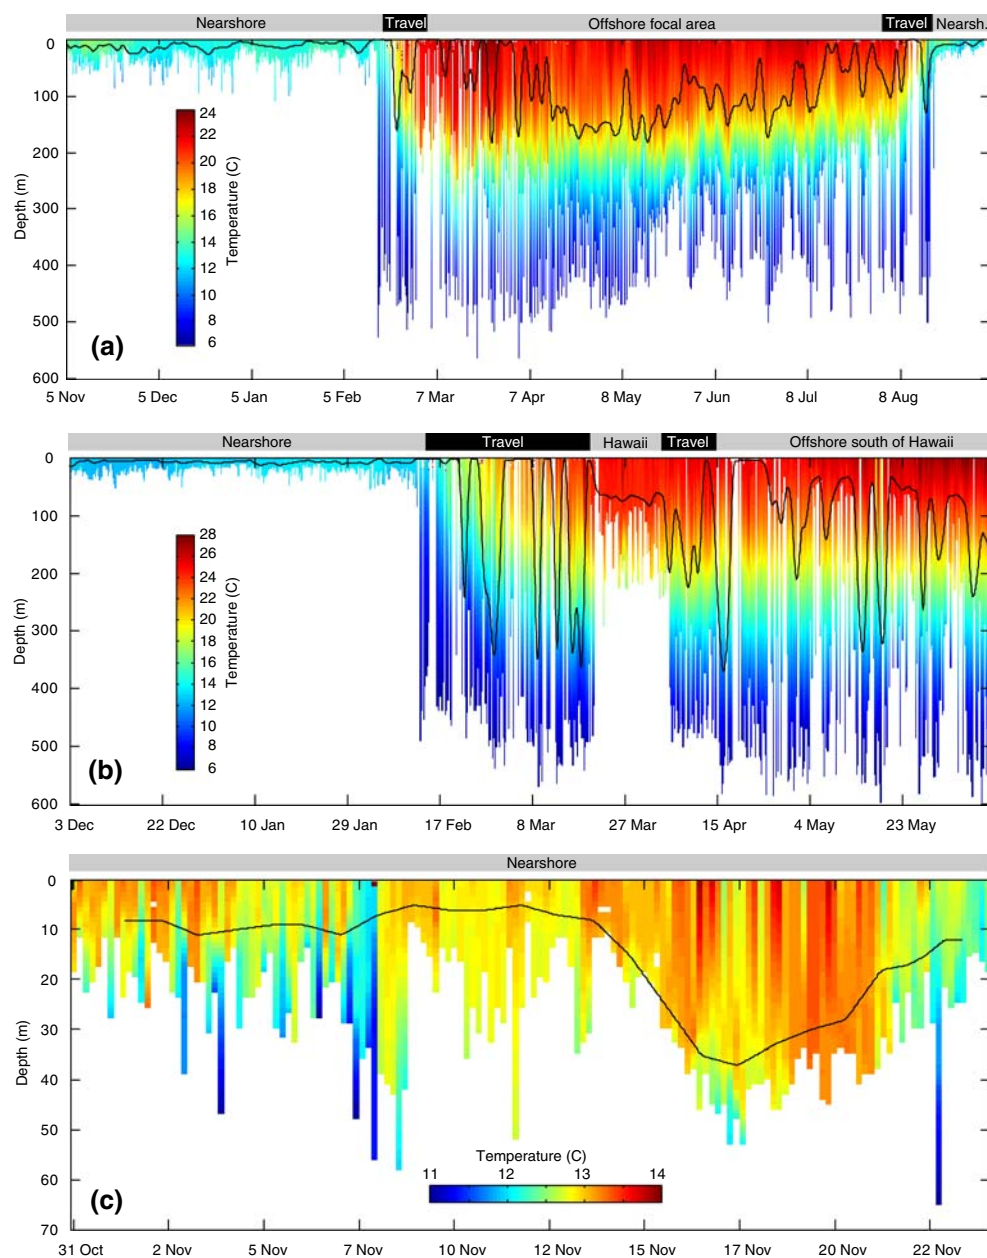 Nearshore Travel Offshore focal area Travel Nearsh.
0
100
200
300
400
500
600
Depth (m)
24
22
20
18
16
14
12
10
8
6
Temperature (C)
(a)
5 Nov 5 Dec 5 Jan 5 Feb 7 Mar 7 Apr 8 May 7 Jun 8 Jul 8 Aug
Nearshore Travel Hawaii Travel Offshore south of Hawaii
0
100
200
300
400
500
600
Depth (m)
28
26
24
22
20
18
16
14
12
10
8
6
Temperature (C)
(b)
3 Dec 22 Dec 10 Jan 29 Jan 17 Feb 8 Mar 27 Mar 15 Apr 4 May 23 May
Nearshore
0
10
20
30
40
50
60
70
Depth (m)
Temperature (C)
11 12 13 14
(c)
31 Oct 2 Nov 5 Nov 7 Nov 10 Nov 12 Nov 15 Nov 17 Nov 20 Nov 22 Nov